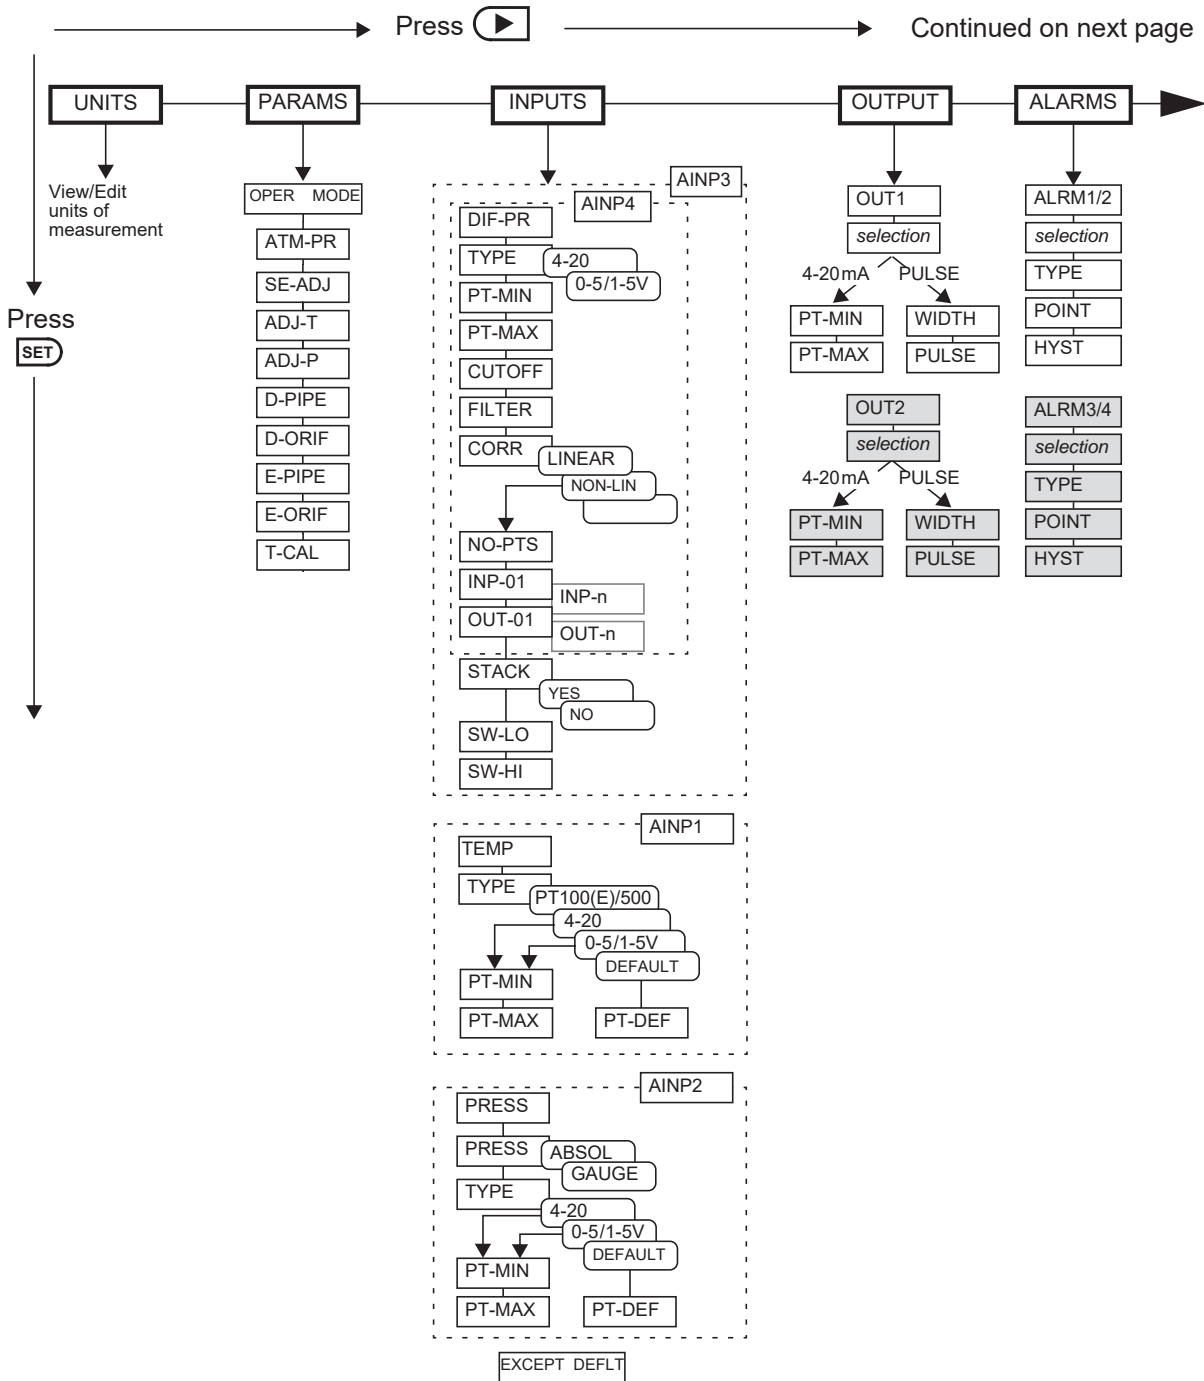 Press
Continued on next page
Press
SET
UNITS
PARAMS
INPUTS
OUTPUT
ALARMS
View/Edit
units of
measurement
OPER MODE
ATM-PR
SE-ADJ
ADJ-T
ADJ-P
D-PIPE
D-ORIF
E-PIPE
E-ORIF
T-CAL
AINP3
AINP4
DIF-PR
TYPE
4-20
0-5/1-5V
PT-MIN
PT-MAX
CUTOFF
FILTER
CORR
LINEAR
NON-LIN
NO-PTS
INP-01
INP-n
OUT-01
OUT-n
STACK
YES
NO
SW-LO
SW-HI
AINP1
TEMP
TYPE
PT100(E)/500
4-20
0-5/1-5V
DEFAULT
PT-MIN
PT-MAX
PT-DEF
AINP2
PRESS
PRESS
ABSOL
GAUGE
TYPE
4-20
0-5/1-5V
DEFAULT
PT-MIN
PT-MAX
PT-DEF
EXCEPT DEFLT
OUT1
selection
4-20mA PULSE
PT-MIN WIDTH
PT-MAX PULSE
OUT2
selection
4-20mA PULSE
PT-MIN WIDTH
PT-MAX PULSE
ALRM1/2
selection
TYPE
POINT
HYST
ALRM3/4
selection
TYPE
POINT
HYST